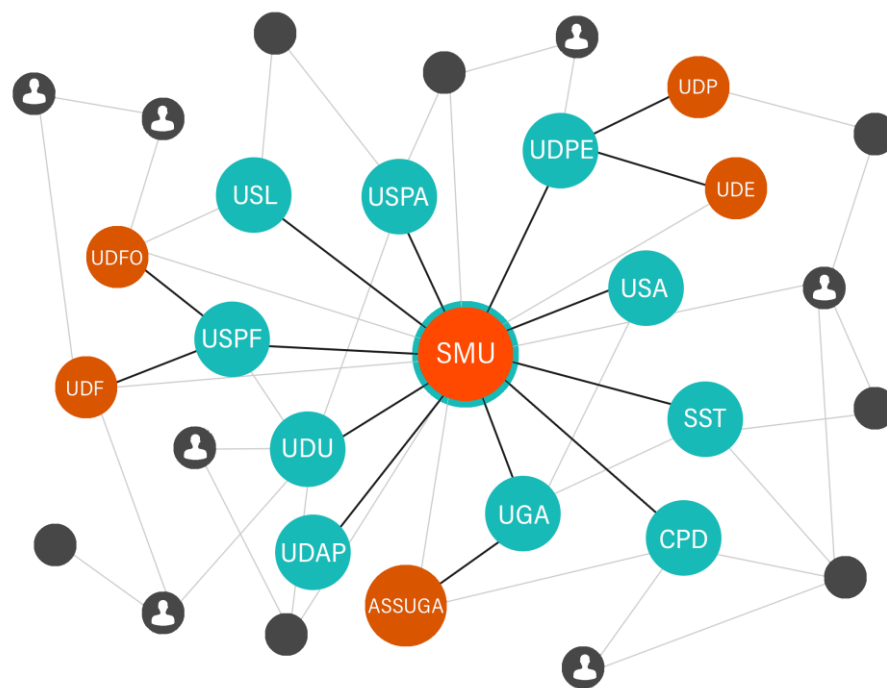 UDP
UDPE
UDE
USL
USPA
UDFO
USA
USPF
SMU
UDF
SST
UDU
UGA
CPD
UDAP
ASSUGA